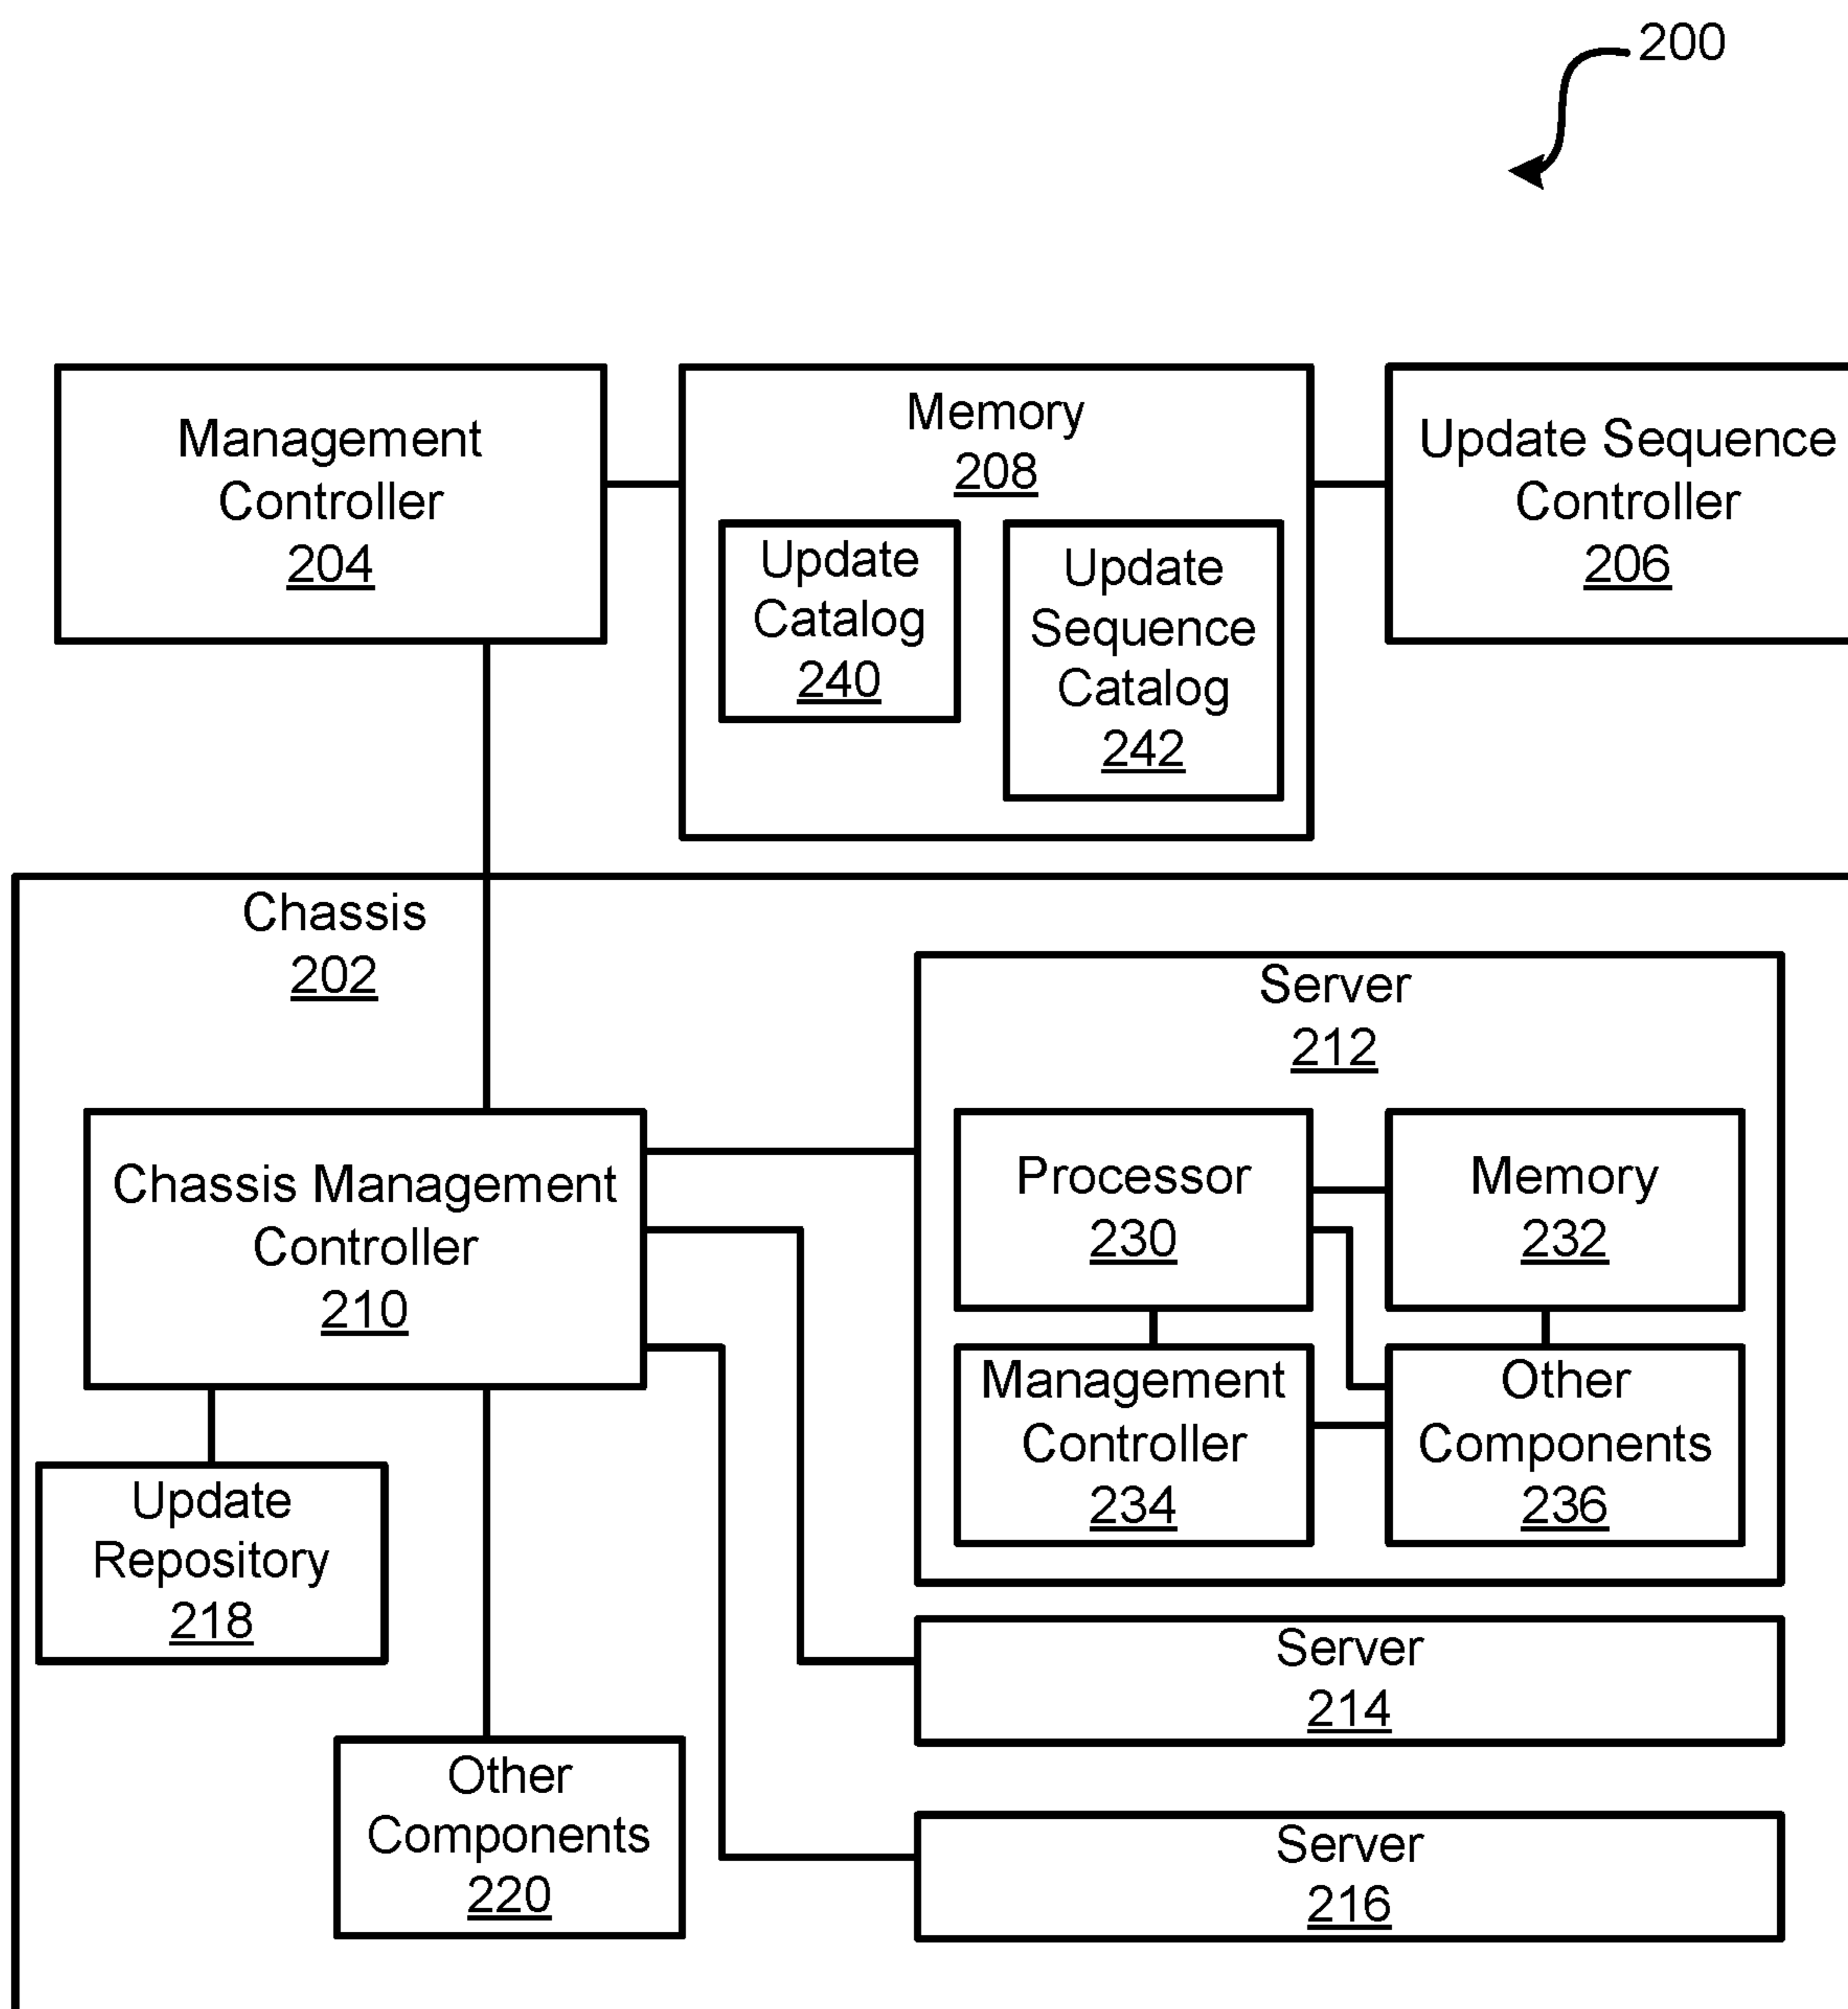 200
Management
Controller
204
Memory
208
Update
Catalog
240
Update
Sequence
Catalog
242
Update Sequence
Controller
206
Chassis
202
Chassis Management
Controller
210
Update
Repository
218
Other
Components
220
Server
212
Processor
230
Memory
232
Management
Controller
234
Other
Components
236
Server
214
Server
216